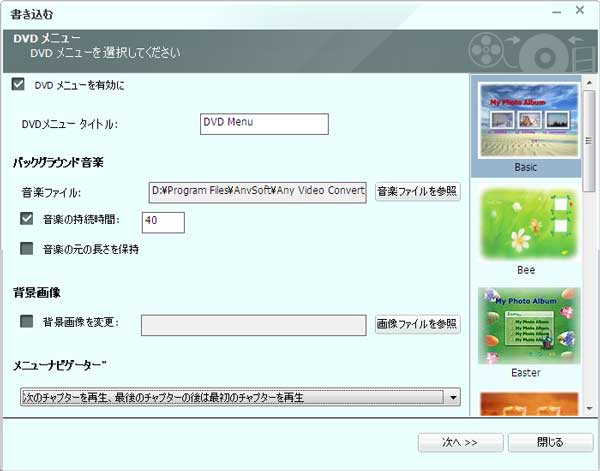 書き込む
DVD メニュー
DVD メニューを選択してください
DVD メニューを有効に
DVDメニュー タイトル:
DVD Menu
バックグラウンド音楽
音楽ファイル:
D:¥Program Files¥AnvSoft¥Any Video Convert
音楽ファイルを参照
音楽の持続時間:
40
音楽の元の長さを保持
背景画像
背景画像を変更:
画像ファイルを参照
メニューナビゲーター"
次のチャプターを再生、最後のチャプターの後は最初のチャプターを再生
My Photo Album
Basic
Bee
My Photo Album
Easter
次へ >>
閉じる